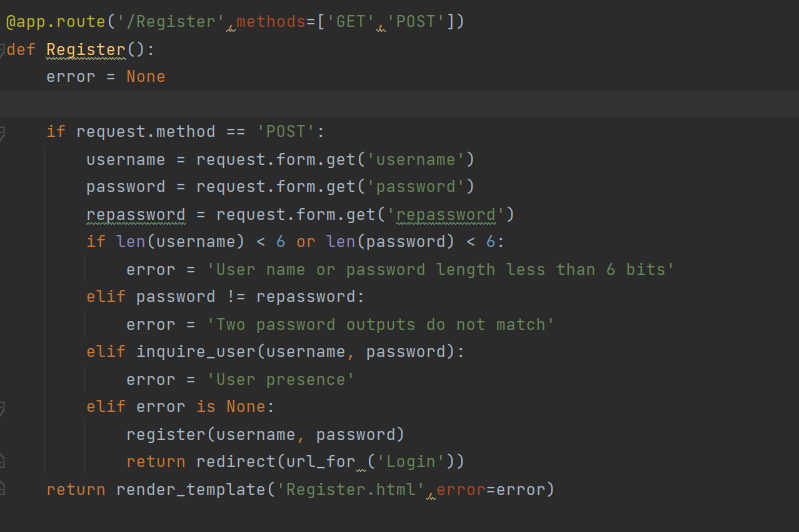 @app.route('/Register',methods=['GET','POST'])
def Register():
    error = None
    if request.method == 'POST':
        username = request.form.get('username')
        password = request.form.get('password')
        repassword = request.form.get('repassword')
        if len(username) < 6 or len(password) < 6:
            error = 'User name or password length less than 6 bits'
        elif password != repassword:
            error = 'Two password outputs do not match'
        elif inquire_user(username, password):
            error = 'User presence'
        elif error is None:
            register(username, password)
            return redirect(url_for ('Login'))
    return render_template('Register.html',error=error)